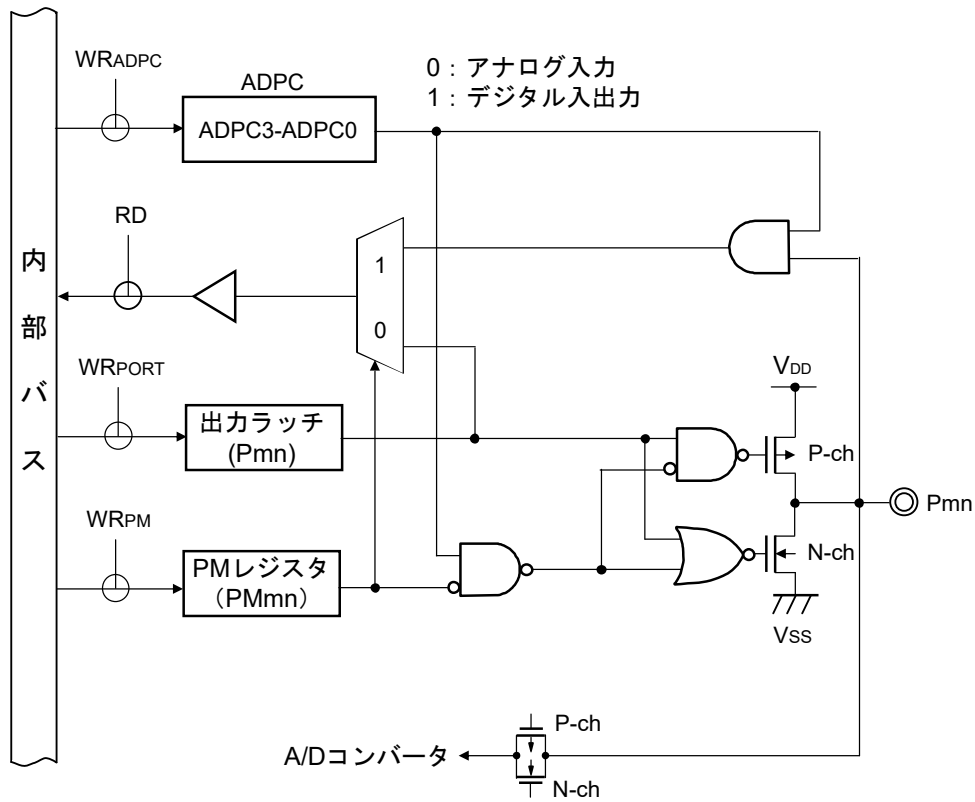 WRADPC
ADPC
ADPC3-ADPC0
0：アナログ入力
1：デジタル入出力
RD
内部バス
1
0
WRPORT
出力ラッチ
(Pmn)
VDD
P-ch
Pmn
N-ch
VSS
WRPM
PMレジスタ
（PMmn）
P-ch
A/Dコンバータ
N-ch